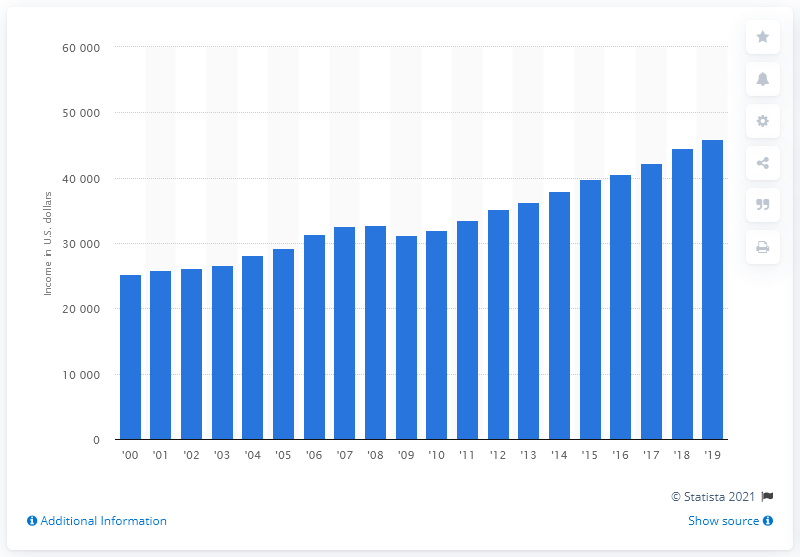 60 000
50 000
40 000
30 000
20 000
10 000
0
Income in U.S. dollars
'00 '01 '02 '03 '04 '05 '06 '07 '08 '09 '10 '11 '12 '13 '14 '15 '16 '17 '18 '19
© Statista 2021
Additional Information
Show source